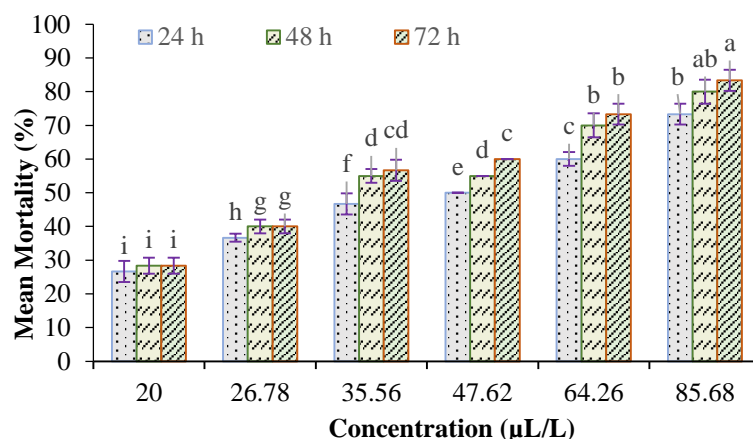 100
90
80
70
60
50
40
30
20
10
0
Mean Mortality (%)
24 h 48 h 72 h
i i i h g g f d cd e d c c b b b ab a
20 26.78 35.56 47.62 64.26 85.68
Concentration (µL/L)